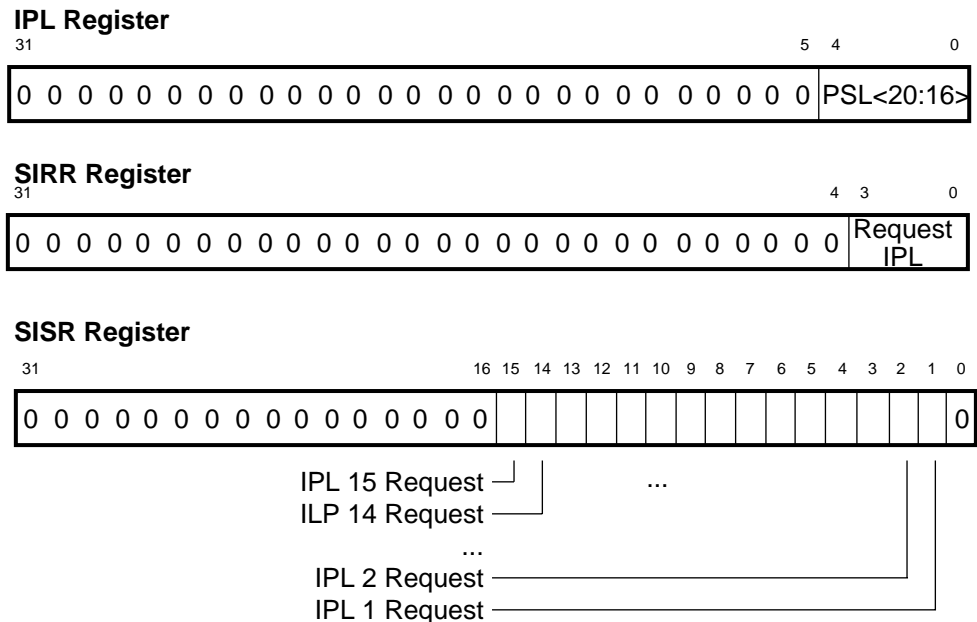 IPL Register
31 5 4 0
0 0 0 0 0 0 0 0 0 0 0 0 0 0 0 0 0 0 0 0 0 0 0 0 0 0 0 PSL<20:16>
SIRR Register
31 4 3 0
0 0 0 0 0 0 0 0 0 0 0 0 0 0 0 0 0 0 0 0 0 0 0 0 0 0 0 0 Request
IPL
SISR Register
31 16 15 14 13 12 11 10 9 8 7 6 5 4 3 2 1 0
0 0 0 0 0 0 0 0 0 0 0 0 0 0 0 0 0
IPL 15 Request ...
ILP 14 Request
...
IPL 2 Request
IPL 1 Request